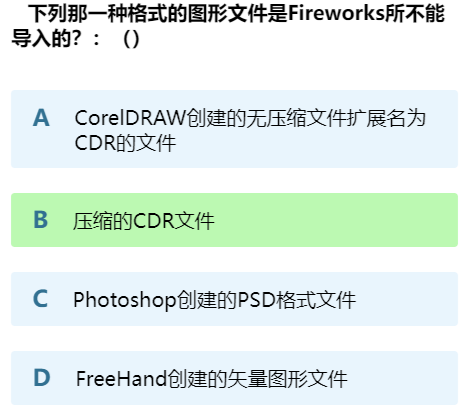 下列那一种格式的图形文件是Fireworks所不能
导入的？：（）
A CorelDRAW创建的无压缩文件扩展名为
CDR的文件
B 压缩的CDR文件
C Photoshop创建的PSD格式文件
D FreeHand创建的矢量图形文件